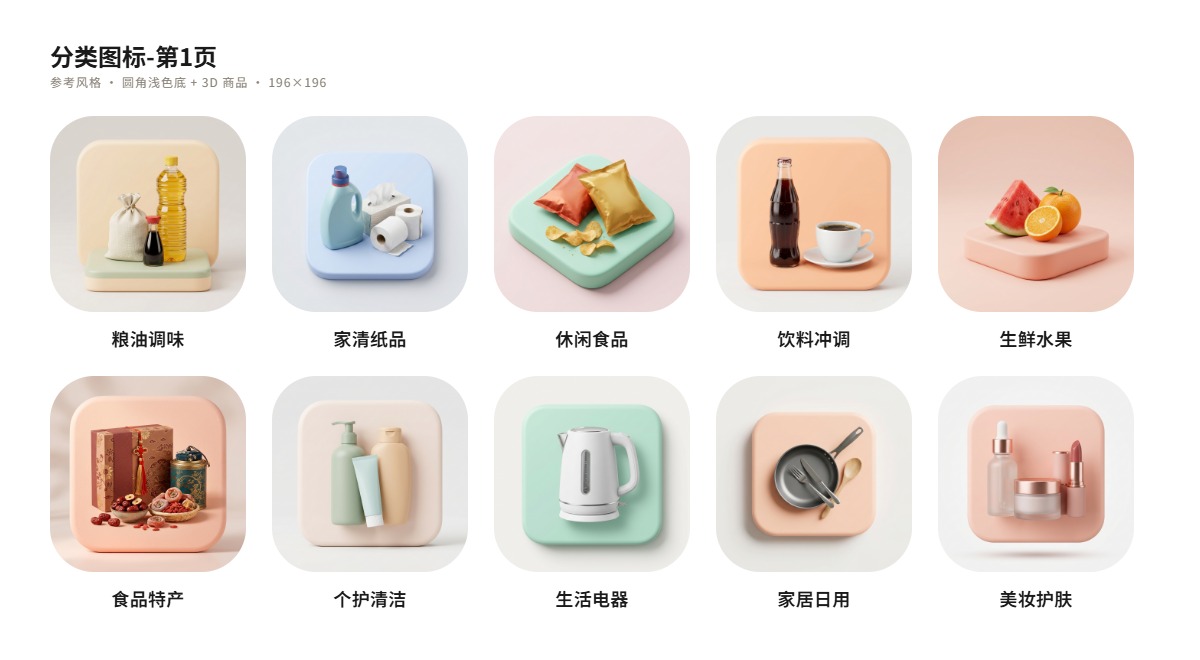 分类图标-第1页
参考风格 · 圆角浅色底 + 3D 商品 · 196×196
粮油调味
家清纸品
休闲食品
饮料冲调
生鲜水果
食品特产
个护清洁
生活电器
家居日用
美妆护肤